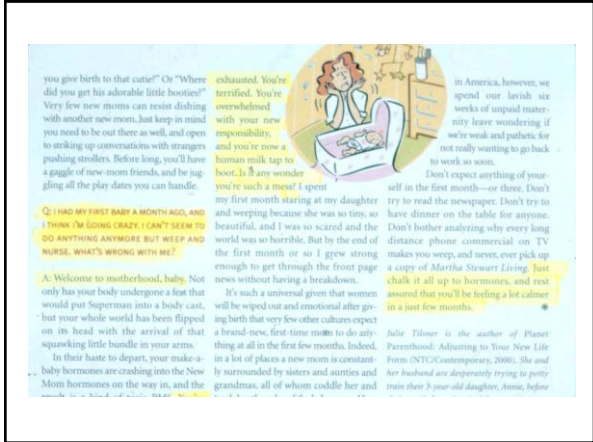 you give birth to that cutie?" Or "Where
did you get his adorable little booties?"
Very few new moms can resist dishing
with another new mom. Just keep in mind
you need to be out there as well, and open
to striking up conversations with strangers
pushing strollers. Before long, you'll have
a gaggle of new-mom friends, and be jug-
gling all the play dates you can handle.
Q: I HAD MY FIRST BABY A MONTH AGO, AND
I THINK I'M GOING CRAZY. I CAN'T SEEM TO
DO ANYTHING ANYMORE BUT WEEP AND
NURSE. WHAT'S WRONG WITH ME?
A: Welcome to motherhood, baby. Not
only has your body undergone a feat that
would put Superman into a body cast,
but your whole world has been flipped
on its head with the arrival of that
squawking little bundle in your arms.
In their haste to depart, your make-a-
baby hormones are crashing into the New
Mom hormones on the way in, and the
exhausted. You're
terrified. You're
overwhelmed
with your new
responsibility,
and you're now a
human milk tap to
boot. Is it any wonder
you're such a mess? I spent
my first month staring at my daughter
and weeping because she was so tiny, so
beautiful, and I was so scared and the
world was so horrible. But by the end of
the first month or so I grew strong
enough to get through the front page
news without having a breakdown.
It's such a universal given that women
will be wiped out and emotional after giv-
ing birth that very few other cultures expect
a brand-new, first-time mom to do any-
thing at all in the first few months. Indeed,
in a lot of places a new mom is constant-
ly surrounded by sisters and aunties and
grandmas, all of whom coddle her and
in America, however, we
spend our lavish six
weeks of unpaid mater-
nity leave wondering if
we're weak and pathetic for
not really wanting to go back
to work so soon.
Don't expect anything of your-
self in the first month—or three. Don't
try to read the newspaper. Don't try to
have dinner on the table for anyone.
Don't bother analyzing why every long
distance phone commercial on TV
makes you weep, and never, ever pick up
a copy of Martha Stewart Living. Just
chalk it all up to hormones, and rest
assured that you'll be feeling a lot calmer
in just a few months.
Julie Tilsner is the author of Planet
Parenthood: Adjusting to Your New Life
Form (NTC/Contemporary, 2000). She and
her husband are desperately trying to potty
train their 3-year-old daughter, Annie, before